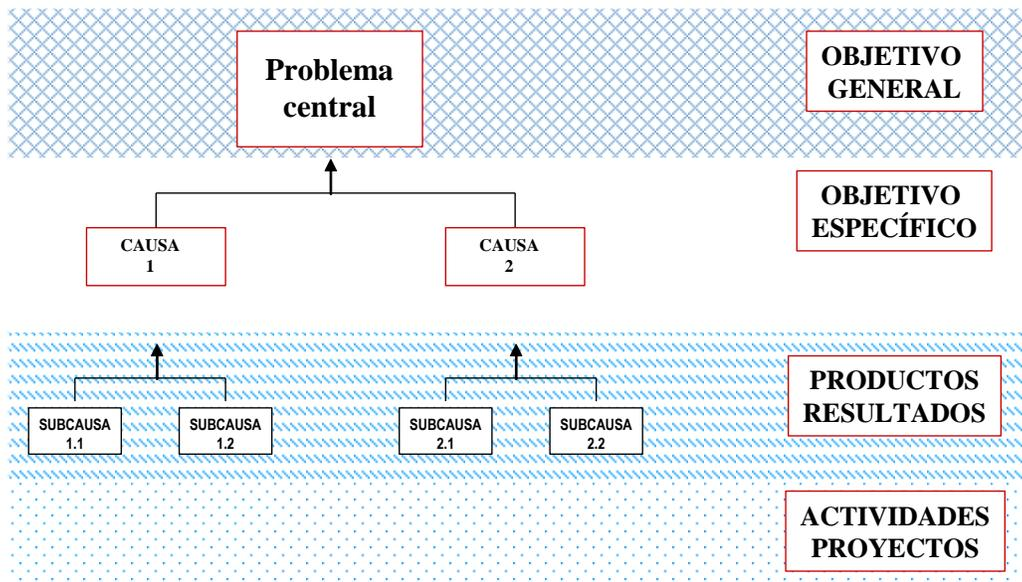 Problema
central
OBJETIVO
GENERAL
OBJETIVO
ESPECÍFICO
CAUSA
1
CAUSA
2
PRODUCTOS
RESULTADOS
SUBCAUSA
1.1
SUBCAUSA
1.2
SUBCAUSA
2.1
SUBCAUSA
2.2
ACTIVIDADES
PROYECTOS